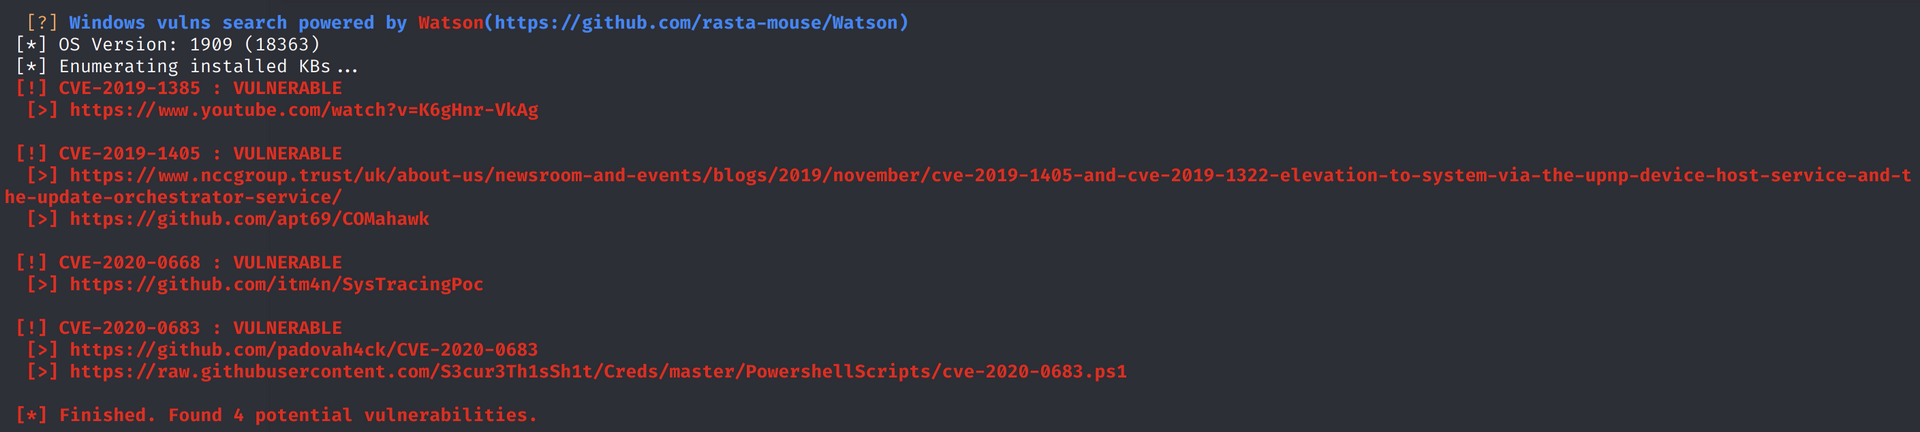 [?] Windows vulns search powered by Watson(https://github.com/rasta-mouse/Watson)
[*] OS Version: 1909 (18363)
[*] Enumerating installed KBs...
[!] CVE-2019-1385 : VULNERABLE
[>] https://www.youtube.com/watch?v=K6gHnr-VkAg
[!] CVE-2019-1405 : VULNERABLE
[>] https://www.nccgroup.trust/uk/about-us/newsroom-and-events/blogs/2019/november/cve-2019-1405-and-cve-2019-1322-elevation-to-system-via-the-upnp-device-host-service-and-t
he-update-orchestrator-service/
[>] https://github.com/apt69/COMahawk
[!] CVE-2020-0668 : VULNERABLE
[>] https://github.com/itm4n/SysTracingPoc
[!] CVE-2020-0683 : VULNERABLE
[>] https://github.com/padovah4ck/CVE-2020-0683
[>] https://raw.githubusercontent.com/S3cur3Th1sSh1t/Creds/master/PowershellScripts/cve-2020-0683.ps1
[*] Finished. Found 4 potential vulnerabilities.